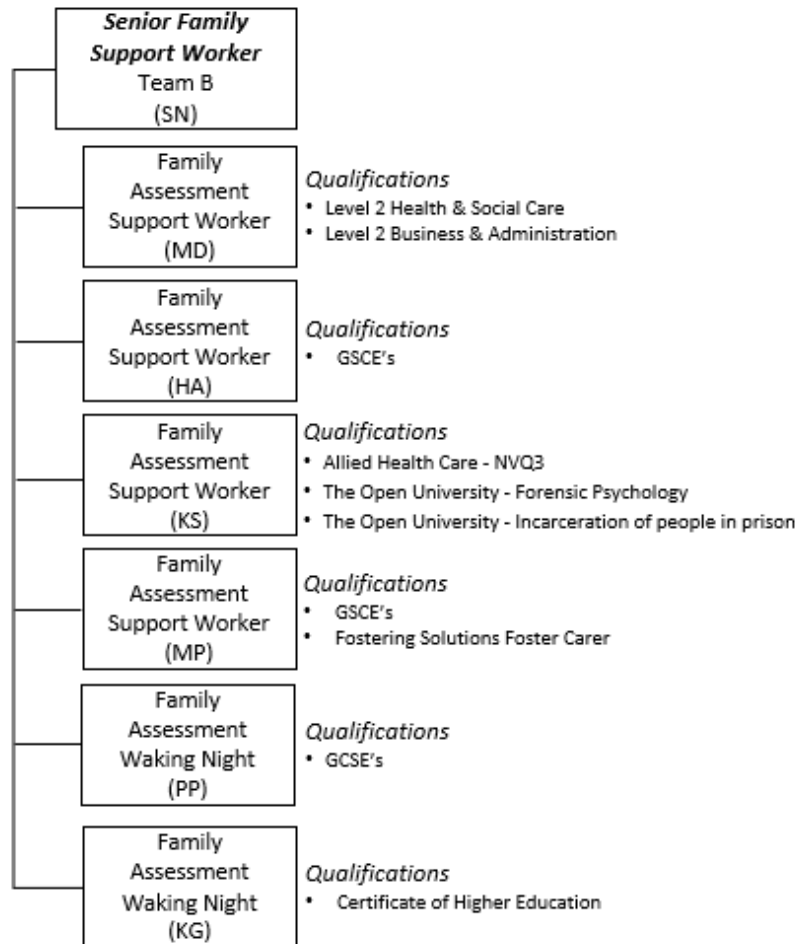 Senior Family
Support Worker
Team B
(SN)
Family
Assessment
Support Worker
(MD)
Qualifications
• Level 2 Health & Social Care
• Level 2 Business & Administration
Family
Assessment
Support Worker
(HA)
Qualifications
• GSCE's
Family
Assessment
Support Worker
(KS)
Qualifications
• Allied Health Care - NVQ3
• The Open University - Forensic Psychology
• The Open University - Incarceration of people in prison
Family
Assessment
Support Worker
(MP)
Qualifications
• GSCE's
• Fostering Solutions Foster Carer
Family
Assessment
Waking Night
(PP)
Qualifications
• GCSE's
Family
Assessment
Waking Night
(KG)
Qualifications
• Certificate of Higher Education